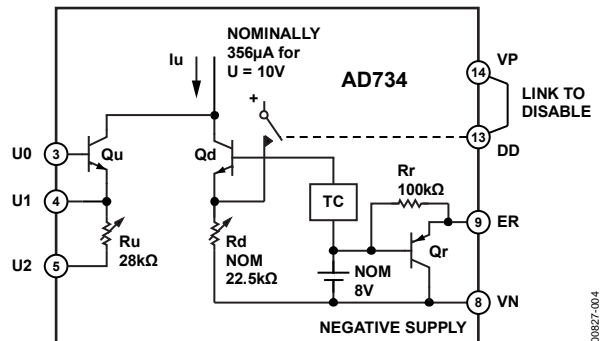 NOMINALLY
356µA for
U = 10V
Iu
AD734
VP
14
LINK TO
DISABLE
13
DD
+
U0
3
Qu
Qd
U1
4
Ru
28kΩ
U2
5
Rd
NOM
22.5kΩ
TC
Rr
100kΩ
9
ER
Qr
NOM
8V
8
VN
NEGATIVE SUPPLY
00827-004